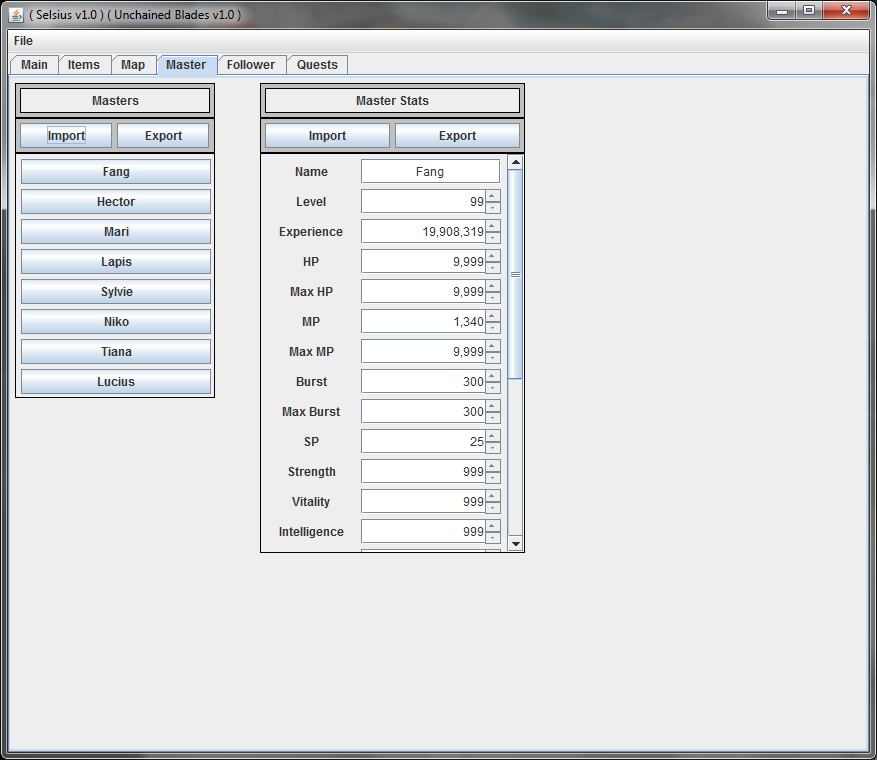 ( Selsius v1.0 ) ( Unchained Blades v1.0 )
File
Main Items Map Master Follower Quests
Masters
Import Export
Fang
Hector
Mari
Lapis
Sylvie
Niko
Tiana
Lucius
Master Stats
Import Export
Name Fang
Level 99
Experience 19,908,319
HP 9,999
Max HP 9,999
MP 1,340
Max MP 9,999
Burst 300
Max Burst 300
SP 25
Strength 999
Vitality 999
Intelligence 999